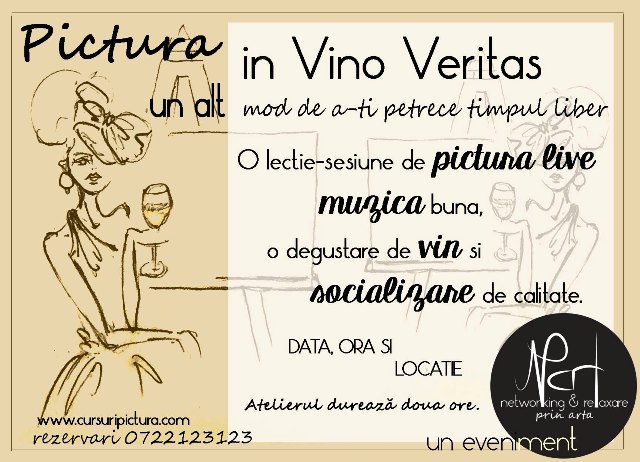 Pictura in Vino Veritas
un alt mod de a-ti petrece timpul liber
O lectie-sesiune de pictura live
muzica buna,
o degustare de vin si
socializare de calitate.
DATA, ORA SI
LOCATIE
Atelierul durează doua ore.
www.cursuripictura.com
rezervari 0722123123
networking & relaxare
prin arta
un eveniment